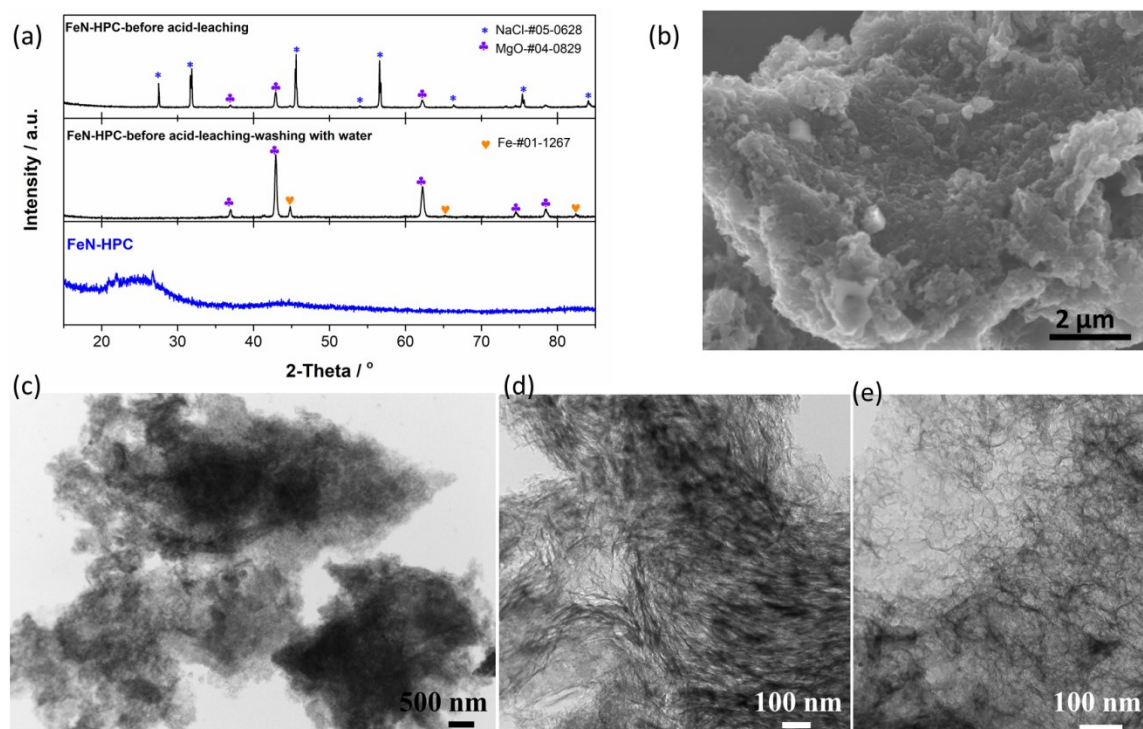 (a)
FeN-HPC-before acid-leaching
* NaCl-#05-0628
♣ MgO-#04-0829
FeN-HPC-before acid-leaching-washing with water
♥ Fe-#01-1267
FeN-HPC
Intensity / a.u.
20 30 40 50 60 70 80
2-Theta / °
(b)
2 µm
(c)
500 nm
(d)
100 nm
(e)
100 nm